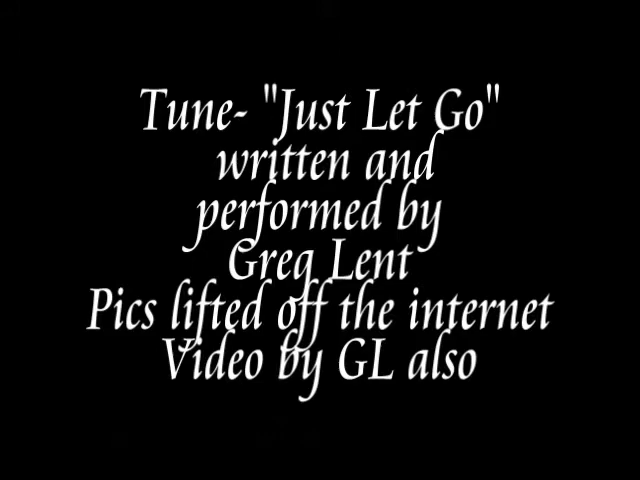 Tune- "Just Let Go"
written and
performed by
Greg Lent
Pics lifted off the internet
Video by GL also